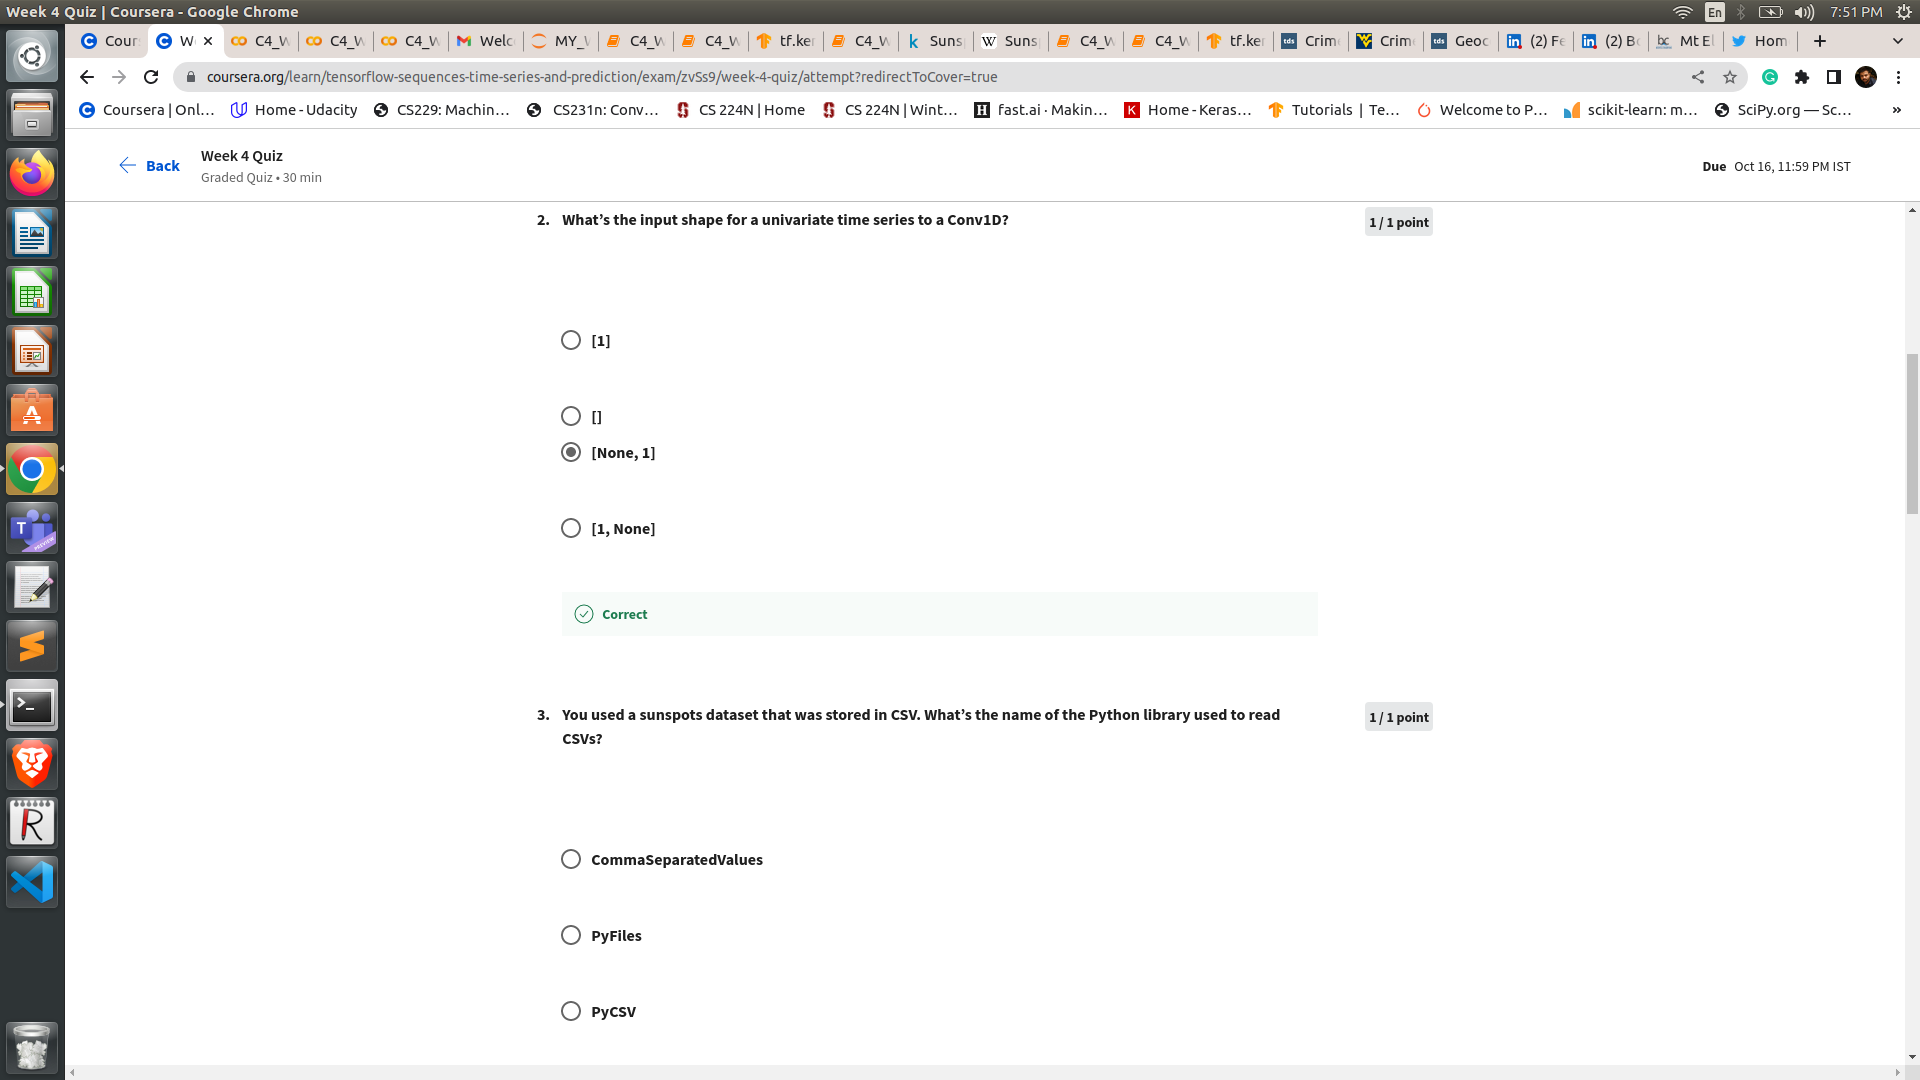 Week 4 Quiz | Coursera - Google Chrome
En
7:51 PM
Cour
W
C4_W
C4_W
C4_W
Welc
MY_
C4_W
C4_W
tf.ker
C4_W
Suns
Suns
C4_W
C4_W
tf.ker
Crim
Crim
Geoc
(2) Fe
(2) Bo
Mt El
Hom
coursera.org/learn/tensorflow-sequences-time-series-and-prediction/exam/zvSs9/week-4-quiz/attempt?redirectToCover=true
Coursera | Onl...
Home - Udacity
CS229: Machin...
CS231n: Conv...
CS 224N | Home
CS 224N | Wint...
fast.ai · Makin...
Home - Keras...
Tutorials | Te...
Welcome to P...
scikit-learn: m...
SciPy.org — Sc...
»
Back
Week 4 Quiz
Graded Quiz • 30 min
Due Oct 16, 11:59 PM IST
2. What’s the input shape for a univariate time series to a Conv1D?
1 / 1 point
[1]
[]
[None, 1]
[1, None]
Correct
3. You used a sunspots dataset that was stored in CSV. What’s the name of the Python library used to read
CSVs?
1 / 1 point
CommaSeparatedValues
PyFiles
PyCSV